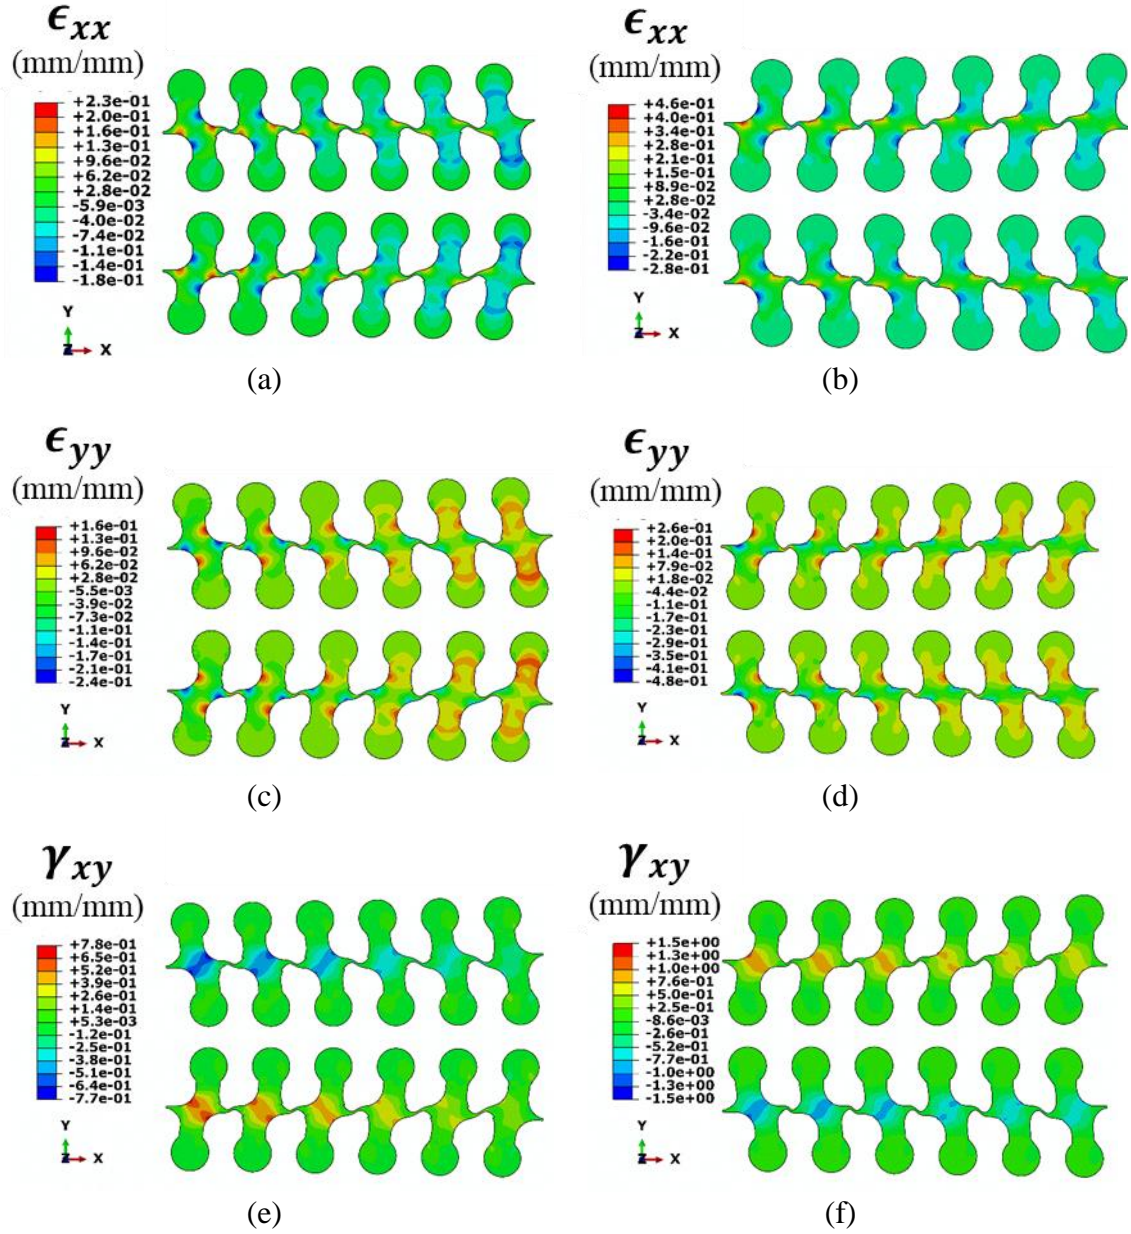 ϵxx
(mm/mm)
+2.3e-01
+2.0e-01
+1.6e-01
+1.3e-01
+9.6e-02
+6.2e-02
+2.8e-02
-5.9e-03
-4.0e-02
-7.4e-02
-1.1e-01
-1.4e-01
-1.8e-01
Y
Z X
(a)
ϵxx
(mm/mm)
+4.6e-01
+4.0e-01
+3.4e-01
+2.8e-01
+2.1e-01
+1.5e-01
+8.9e-02
+2.8e-02
-3.4e-02
-9.6e-02
-1.6e-01
-2.2e-01
-2.8e-01
Y
Z X
(b)
ϵyy
(mm/mm)
+1.6e-01
+1.3e-01
+9.6e-02
+6.2e-02
+2.8e-02
-5.5e-03
-3.9e-02
-7.3e-02
-1.1e-01
-1.4e-01
-1.7e-01
-2.1e-01
-2.4e-01
Y
Z X
(c)
ϵyy
(mm/mm)
+2.6e-01
+2.0e-01
+1.4e-01
+7.9e-02
+1.8e-02
-4.4e-02
-1.1e-01
-1.7e-01
-2.3e-01
-2.9e-01
-3.5e-01
-4.1e-01
-4.8e-01
Y
Z X
(d)
γxy
(mm/mm)
+7.8e-01
+6.5e-01
+5.2e-01
+3.9e-01
+2.6e-01
+1.4e-01
+5.3e-03
-1.2e-01
-2.5e-01
-3.8e-01
-5.1e-01
-6.4e-01
-7.7e-01
Y
Z X
(e)
γxy
(mm/mm)
+1.5e+00
+1.3e+00
+1.0e+00
+7.6e-01
+5.0e-01
+2.5e-01
-8.6e-03
-2.6e-01
-5.2e-01
-7.7e-01
-1.0e+00
-1.3e+00
-1.5e+00
Y
Z X
(f)